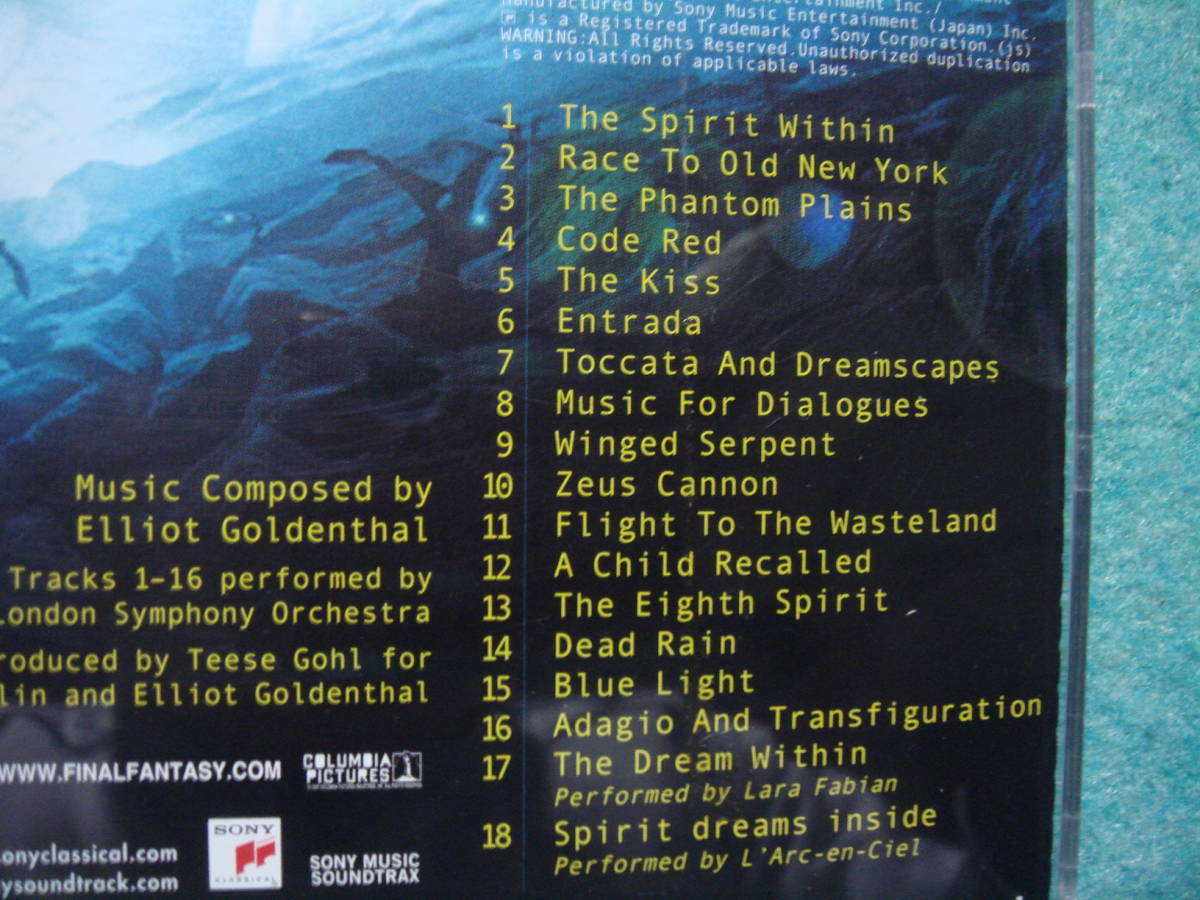 Entertainment Inc./
Manufactured by Sony Music Entertainment (Japan) Inc.
is a Registered Trademark of Sony Corporation.(js)
WARNING:All Rights Reserved.Unauthorized duplication
is a violation of applicable laws.
1 The Spirit Within
2 Race To Old New York
3 The Phantom Plains
4 Code Red
5 The Kiss
6 Entrada
7 Toccata And Dreamscapes
8 Music For Dialogues
9 Winged Serpent
10 Zeus Cannon
11 Flight To The Wasteland
12 A Child Recalled
13 The Eighth Spirit
14 Dead Rain
15 Blue Light
16 Adagio And Transfiguration
17 The Dream Within
Performed by Lara Fabian
18 Spirit dreams inside
Performed by L'Arc-en-Ciel
Music Composed by
Elliot Goldenthal
Tracks 1-16 performed by
London Symphony Orchestra
roduced by Teese Gohl for
lin and Elliot Goldenthal
WWW.FINALFANTASY.COM
COLUMBIA
PICTURES
onyclassical.com
ysoundtrack.com
SONY
CLASSICAL
SONY MUSIC
SOUNDTRAX